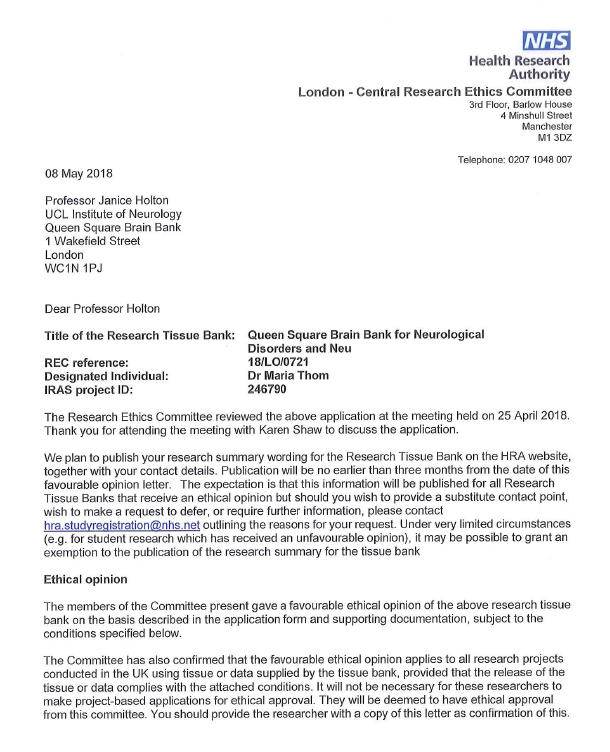 NHS
Health Research
Authority
London - Central Research Ethics Committee
3rd Floor, Barlow House
4 Minshull Street
Manchester
M1 3DZ
Telephone: 0207 1048 007
08 May 2018
Professor Janice Holton
UCL Institute of Neurology
Queen Square Brain Bank
1 Wakefield Street
London
WC1N 1PJ
Dear Professor Holton
Title of the Research Tissue Bank: Queen Square Brain Bank for Neurological
Disorders and Neu
REC reference: 18/LO/0721
Designated Individual: Dr Maria Thom
IRAS project ID: 246790
The Research Ethics Committee reviewed the above application at the meeting held on 25 April 2018.
Thank you for attending the meeting with Karen Shaw to discuss the application.
We plan to publish your research summary wording for the Research Tissue Bank on the HRA website,
together with your contact details. Publication will be no earlier than three months from the date of this
favourable opinion letter. The expectation is that this information will be published for all Research
Tissue Banks that receive an ethical opinion but should you wish to provide a substitute contact point,
wish to make a request to defer, or require further information, please contact
hra.studyregistration@nhs.net outlining the reasons for your request. Under very limited circumstances
(e.g. for student research which has received an unfavourable opinion), it may be possible to grant an
exemption to the publication of the research summary for the tissue bank
Ethical opinion
The members of the Committee present gave a favourable ethical opinion of the above research tissue
bank on the basis described in the application form and supporting documentation, subject to the
conditions specified below.
The Committee has also confirmed that the favourable ethical opinion applies to all research projects
conducted in the UK using tissue or data supplied by the tissue bank, provided that the release of the
tissue or data complies with the attached conditions. It will not be necessary for these researchers to
make project-based applications for ethical approval. They will be deemed to have ethical approval
from this committee. You should provide the researcher with a copy of this letter as confirmation of this.